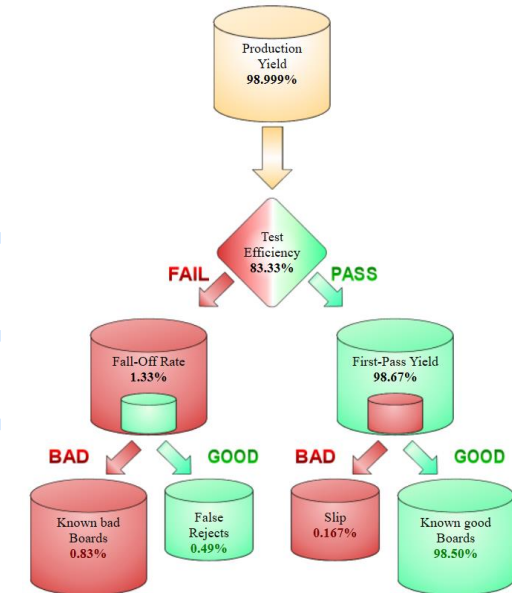 Production
Yield
98.999%
Test
Efficiency
83.33%
FAIL
PASS
Fall-Off Rate
1.33%
First-Pass Yield
98.67%
BAD
GOOD
BAD
GOOD
Known bad
Boards
0.83%
False
Rejects
0.49%
Slip
0.167%
Known good
Boards
98.50%